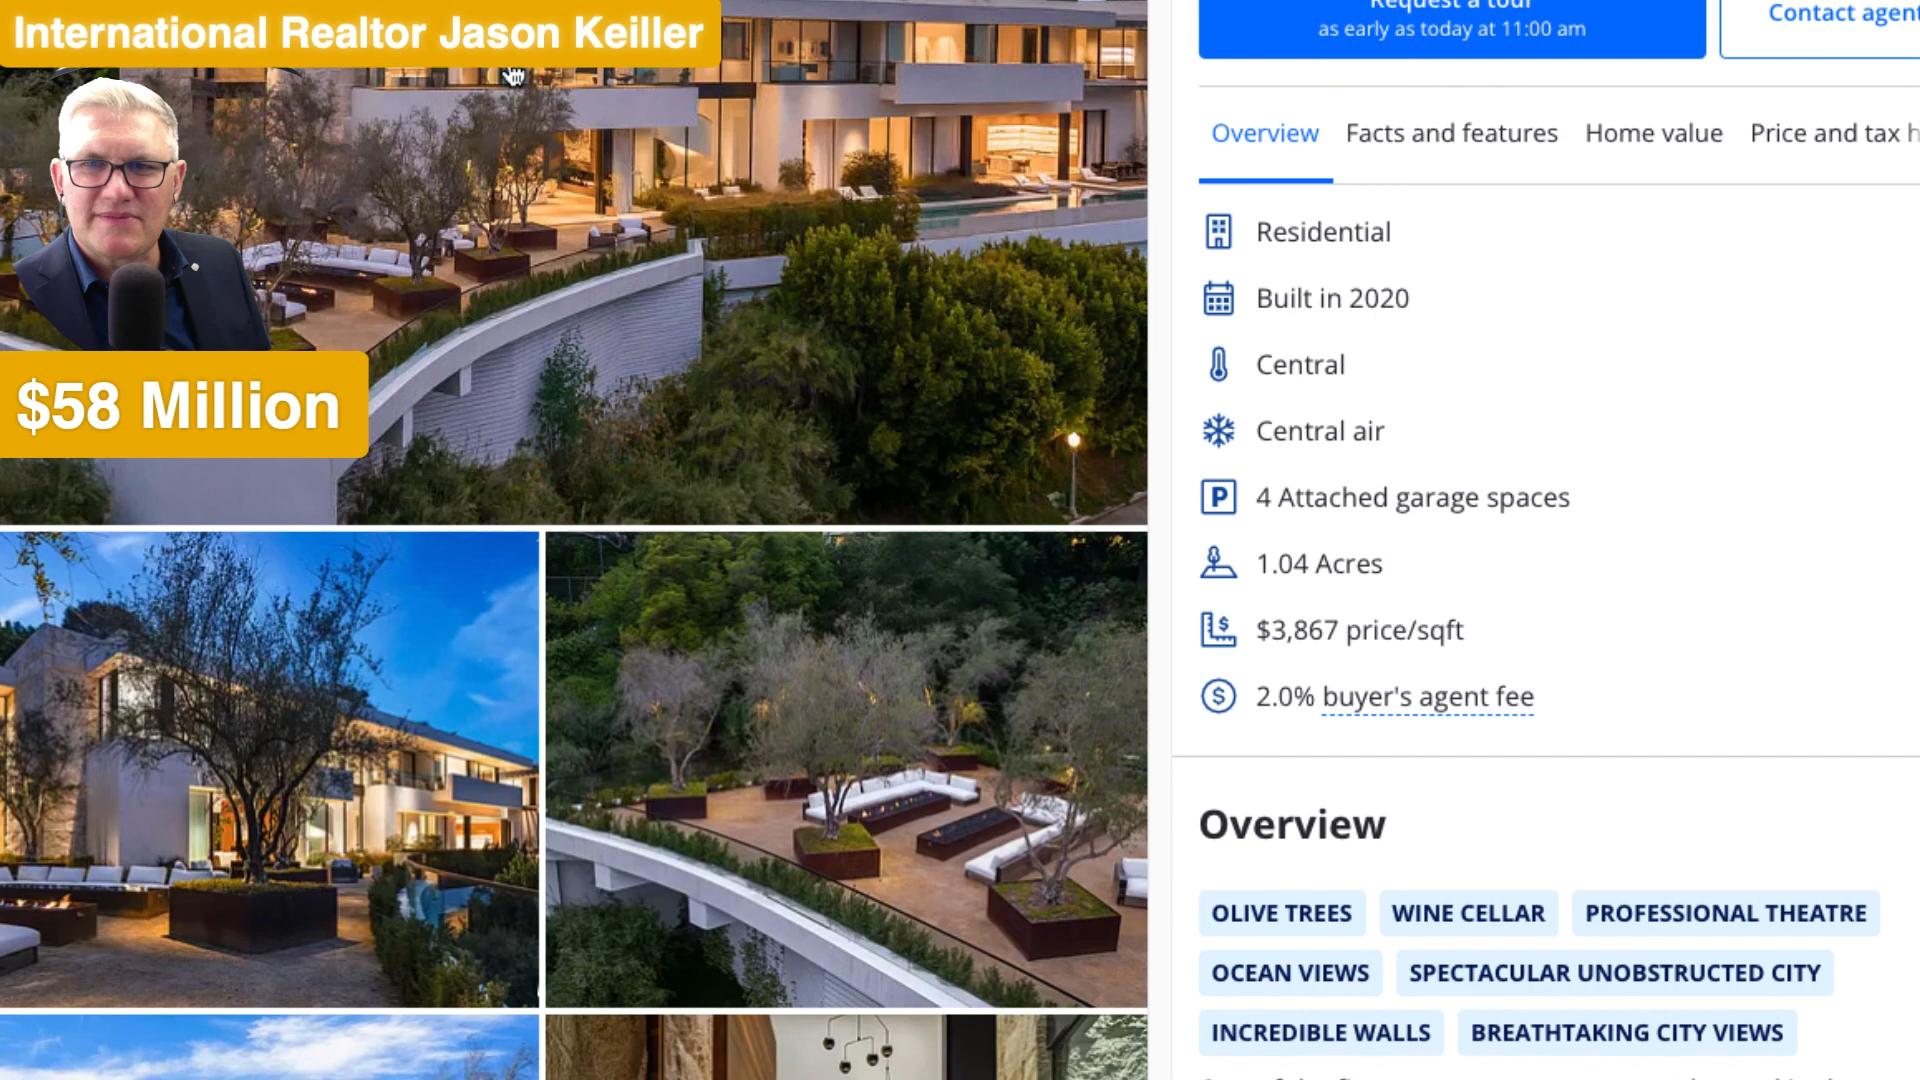 International Realtor Jason Keiller
$58 Million
Request a tour
as early as today at 11:00 am
Contact agent
Overview
Facts and features
Home value
Price and tax
Residential
Built in 2020
Central
Central air
P
4 Attached garage spaces
1.04 Acres
$3,867 price/sqft
2.0% buyer's agent fee
Overview
OLIVE TREES
WINE CELLAR
PROFESSIONAL THEATRE
OCEAN VIEWS
SPECTACULAR UNOBSTRUCTED CITY
INCREDIBLE WALLS
BREATHTAKING CITY VIEWS